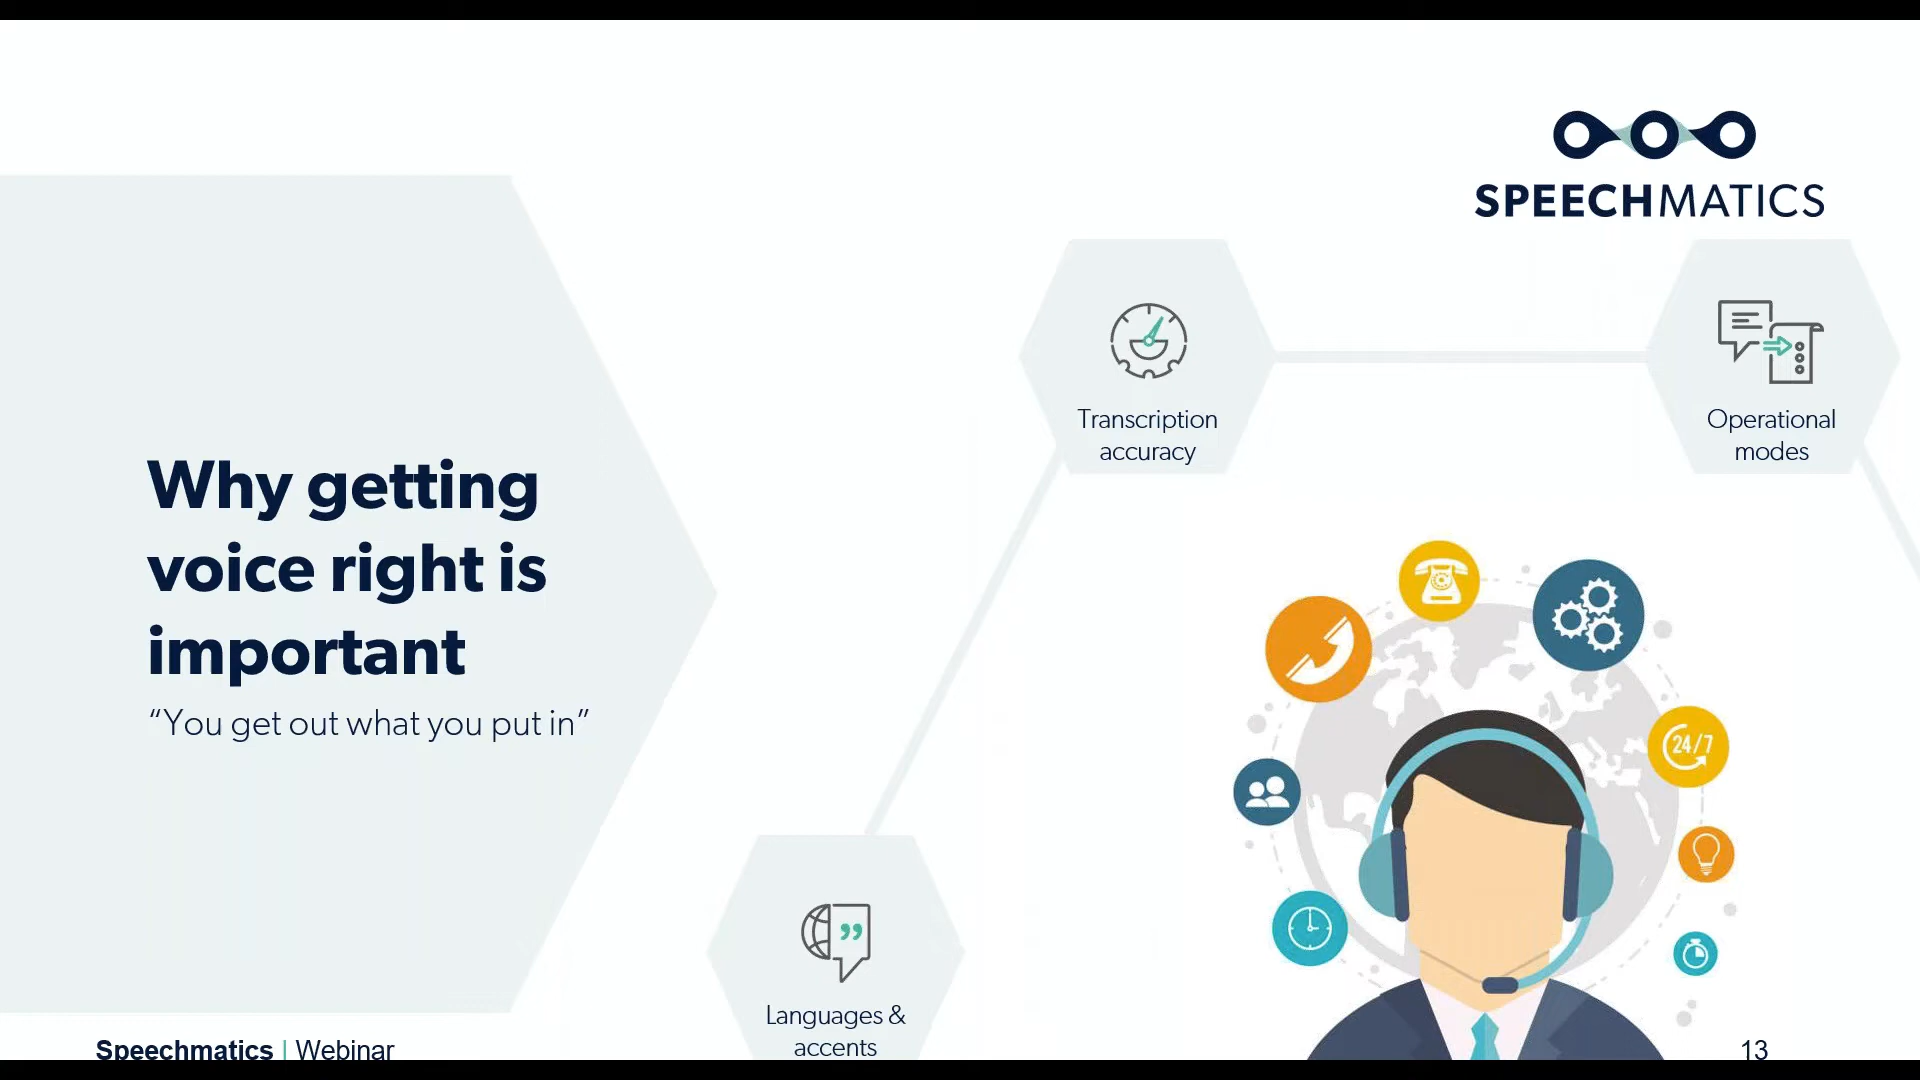 SPEECHMATICS
Transcription
accuracy
Operational
modes
Why getting
voice right is
important
“You get out what you put in”
24/7
Languages &
accents
Speechmatics | Webinar
13